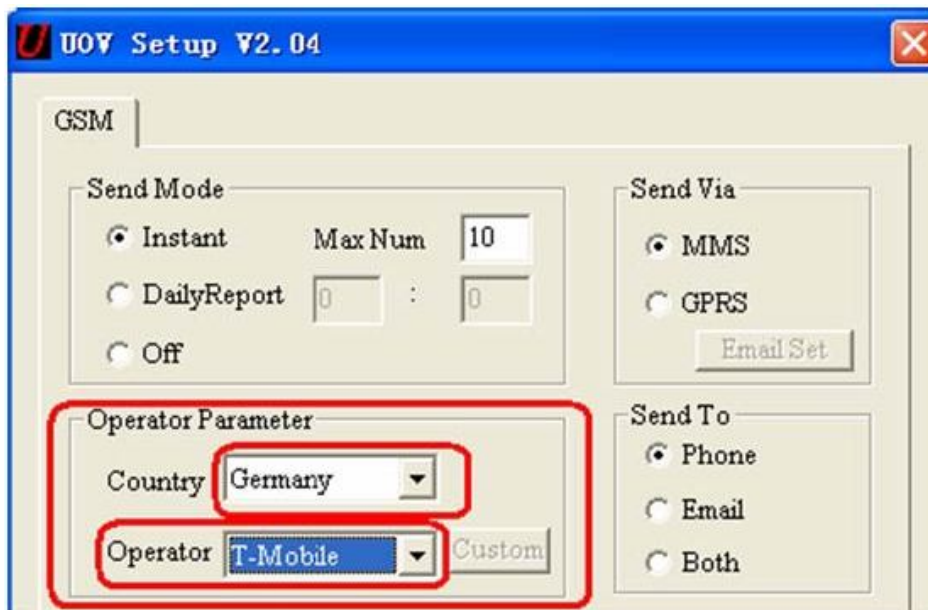 UOV Setup V2.04
GSM
Send Mode
Instant Max Num 10
DailyReport 0 : 0
Off
Send Via
MMS
GPRS
Email Set
Operator Parameter
Country Germany
Operator T-Mobile Custom
Send To
Phone
Email
Both